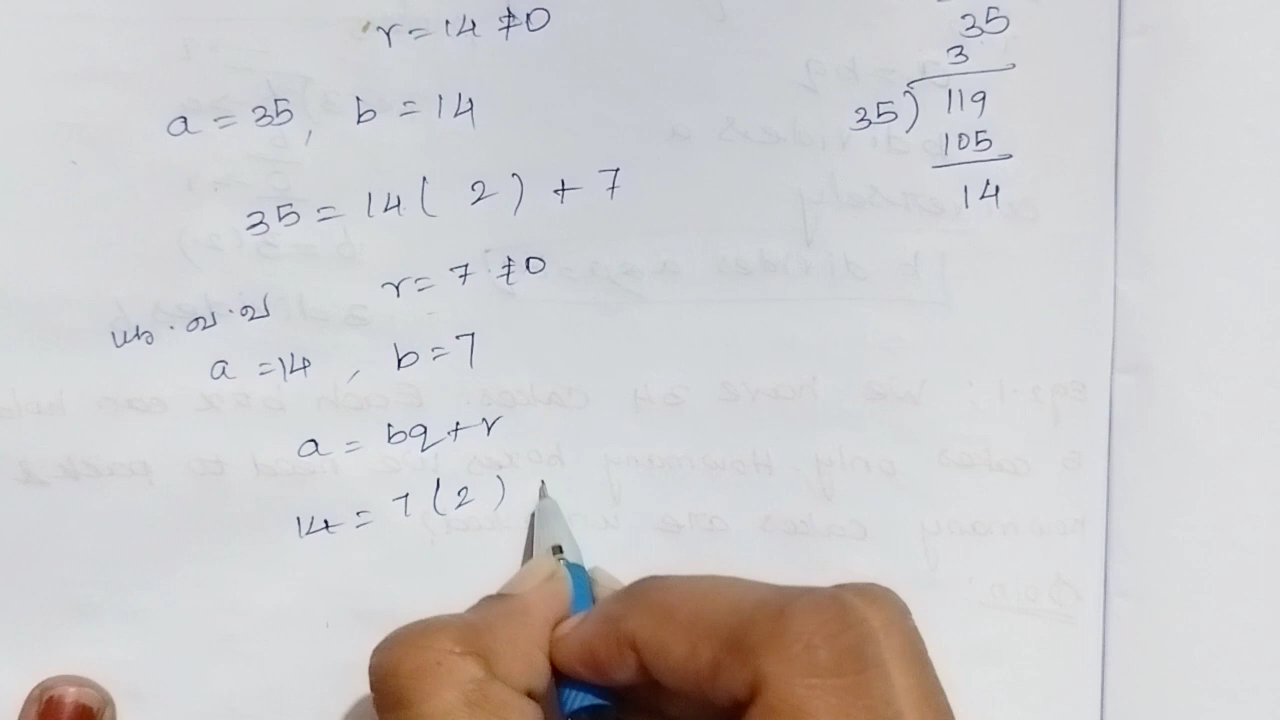 r = 14 ≠0
a = 35, b = 14
35 = 14( 2 ) + 7
r = 7 ≠0
a = 14, b = 7
a = bq + r
14 = 7 (2)
35
3
35) 119
105
14